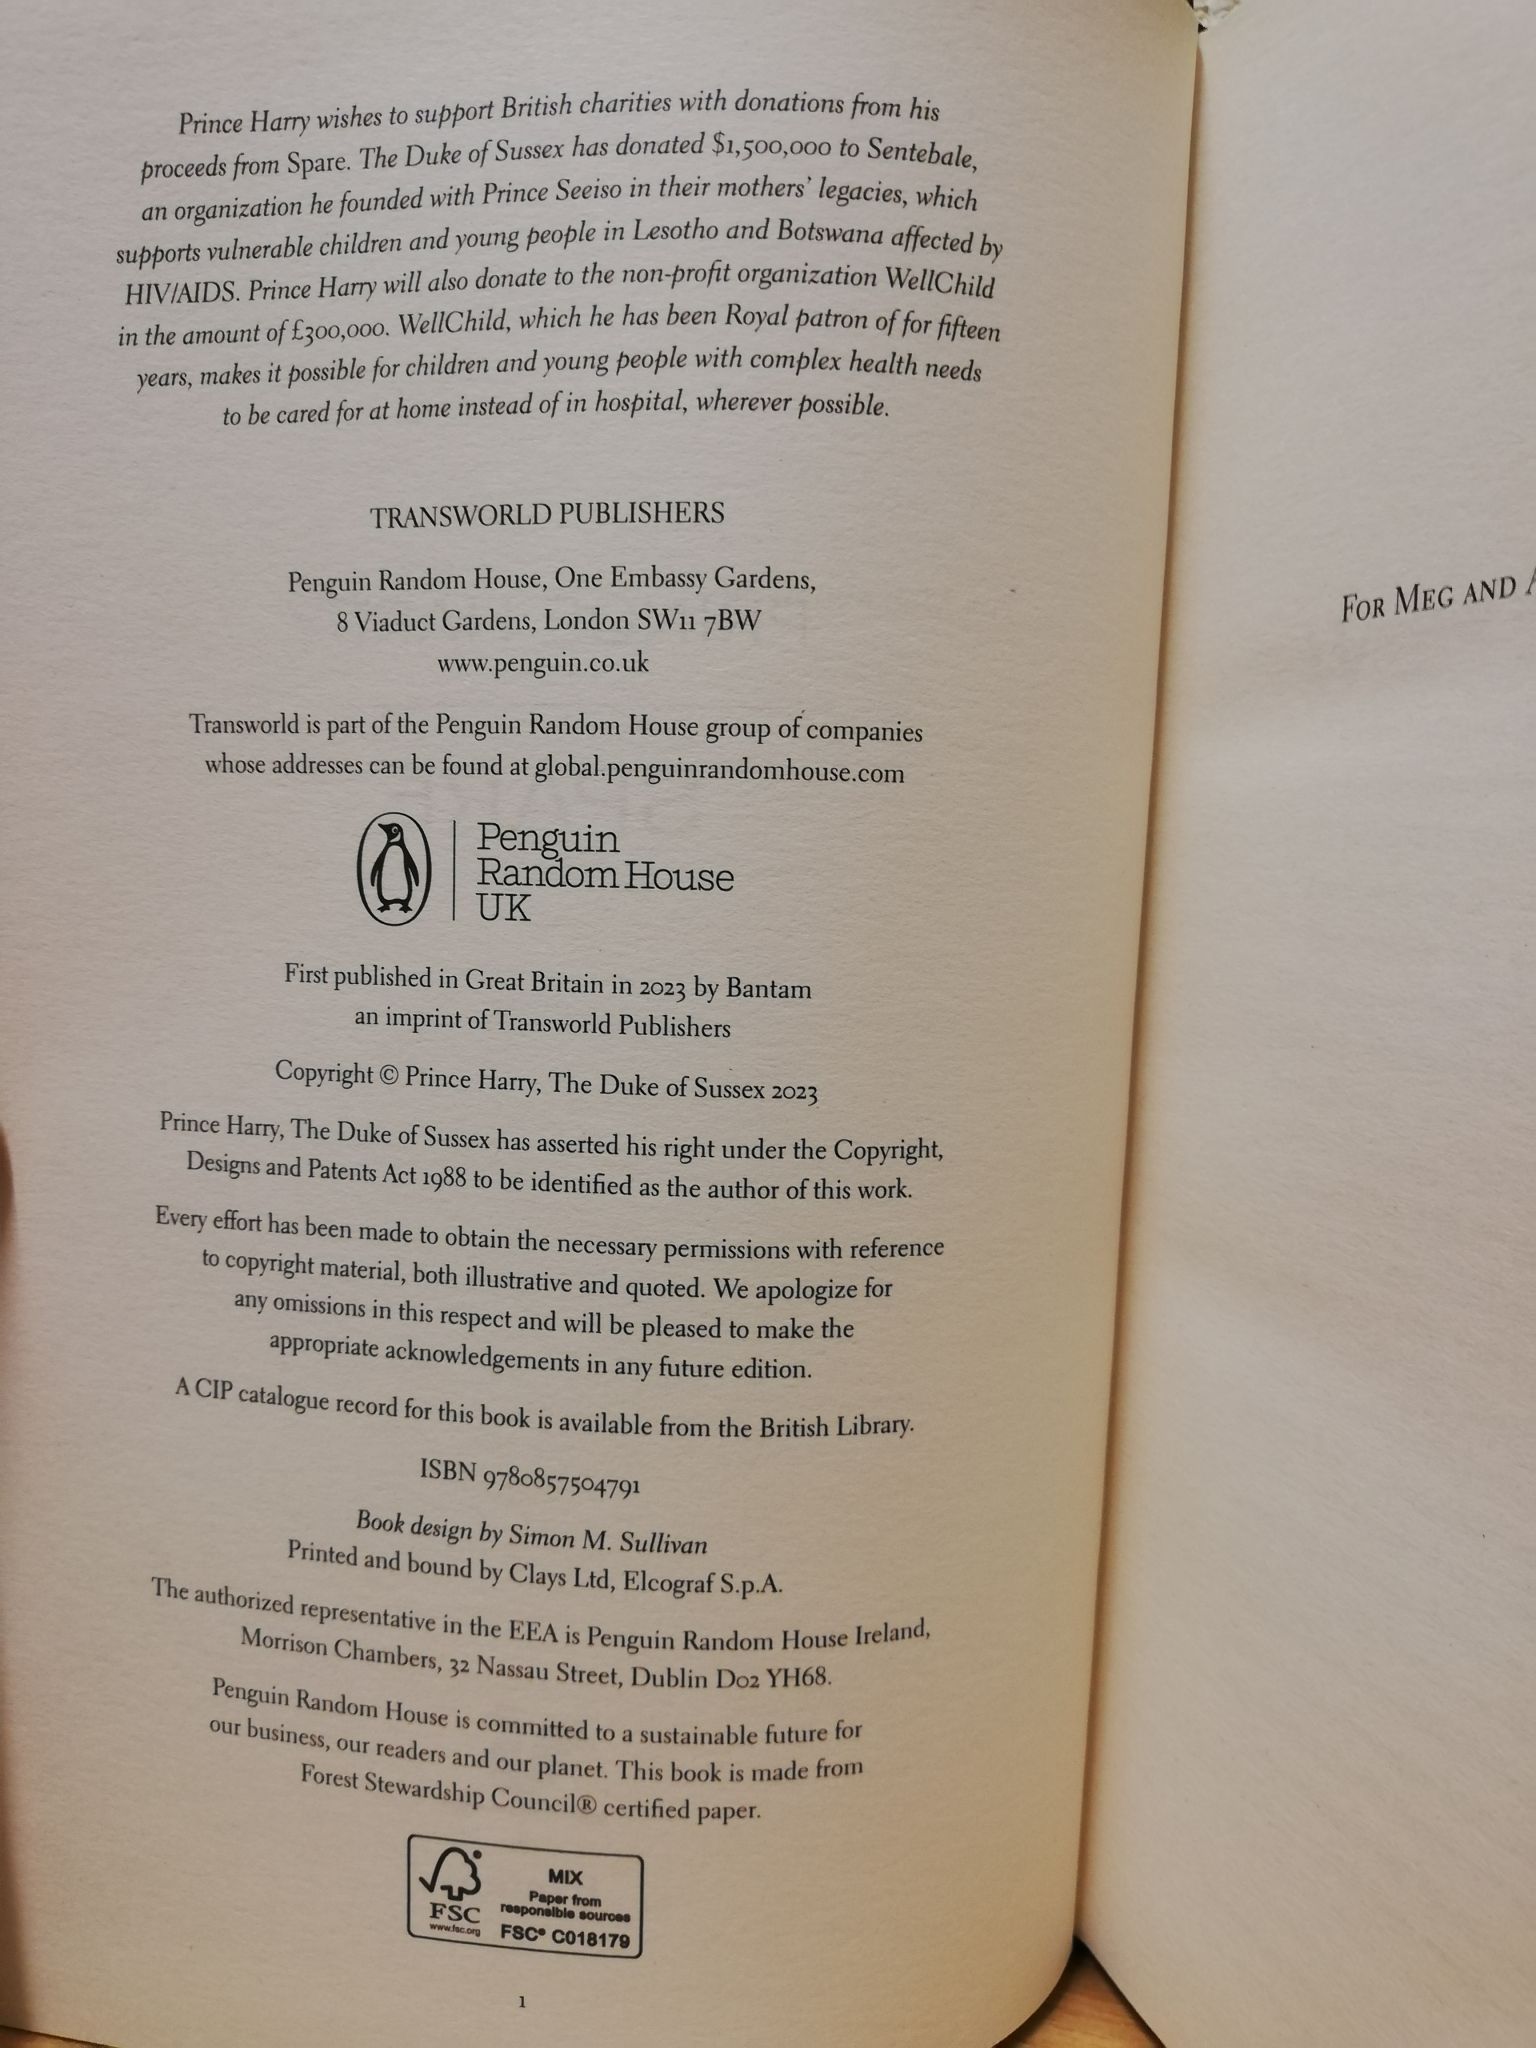 Prince Harry wishes to support British charities with donations from his
proceeds from Spare. The Duke of Sussex has donated $1,500,000 to Sentebale,
an organization he founded with Prince Seeiso in their mothers' legacies, which
supports vulnerable children and young people in Lesotho and Botswana affected by
HIV/AIDS. Prince Harry will also donate to the non-profit organization WellChild
in the amount of £300,000. WellChild, which he has been Royal patron of for fifteen
years, makes it possible for children and young people with complex health needs
to be cared for at home instead of in hospital, wherever possible.
TRANSWORLD PUBLISHERS
Penguin Random House, One Embassy Gardens,
8 Viaduct Gardens, London SW11 7BW
www.penguin.co.uk
Transworld is part of the Penguin Random House group of companies
whose addresses can be found at global.penguinrandomhouse.com
Penguin
Random House
UK
First published in Great Britain in 2023 by Bantam
an imprint of Transworld Publishers
Copyright © Prince Harry, The Duke of Sussex 2023
Prince Harry, The Duke of Sussex has asserted his right under the Copyright,
Designs and Patents Act 1988 to be identified as the author of this work.
Every effort has been made to obtain the necessary permissions with reference
to copyright material, both illustrative and quoted. We apologize for
any omissions in this respect and will be pleased to make the
appropriate acknowledgements in any future edition.
A CIP catalogue record for this book is available from the British Library.
ISBN 9780857504791
Book design by Simon M. Sullivan
Printed and bound by Clays Ltd, Elcograf S.p.A.
The authorized representative in the EEA is Penguin Random House Ireland,
Morrison Chambers, 32 Nassau Street, Dublin D02 YH68.
Penguin Random House is committed to a sustainable future for
our business, our readers and our planet. This book is made from
Forest Stewardship Council® certified paper.
FSC
www.fsc.org
MIX
Paper from
responsible sources
FSC® C018179
1
FOR MEG AND